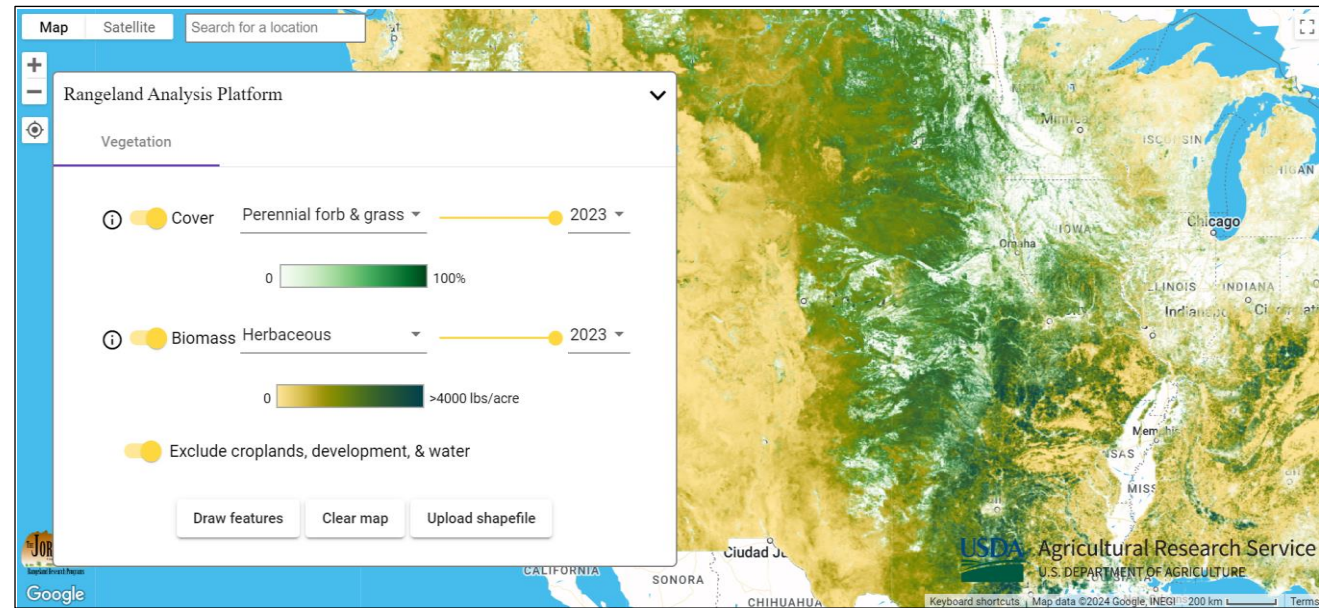 Map Satellite Search for a location
Rangeland Analysis Platform
Vegetation
Cover Perennial forb & grass 2023
0 100%
Biomass Herbaceous 2023
0 >4000 lbs/acre
Exclude croplands, development, & water
Draw features Clear map Upload shapefile
Chicago
IOWA
Omaha
INDIANA
CALIFORNIA
SONORA
CHIHUAHUA
USDA Agricultural Research Service
U.S. DEPARTMENT OF AGRICULTURE
Google
Keyboard shortcuts Map data ©2024 Google, INEGI 200 km Terms